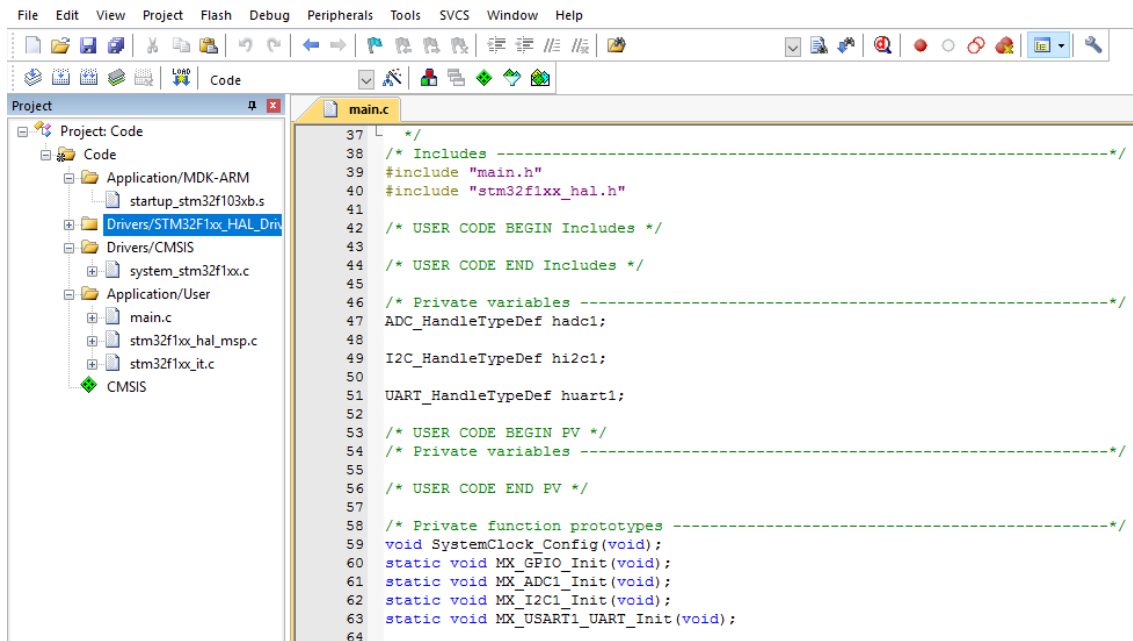 File Edit View Project Flash Debug Peripherals Tools SVCS Window Help
LOAD Code
Project
main.c
Project: Code
Code
Application/MDK-ARM
startup_stm32f103xb.s
Drivers/STM32F1xx_HAL_Driv
Drivers/CMSIS
system_stm32f1xx.c
Application/User
main.c
stm32f1xx_hal_msp.c
stm32f1xx_it.c
CMSIS
37 */
38 /* Includes ------------------------------------------------------------------*/
39 #include "main.h"
40 #include "stm32f1xx_hal.h"
41
42 /* USER CODE BEGIN Includes */
43
44 /* USER CODE END Includes */
45
46 /* Private variables ---------------------------------------------------------*/
47 ADC_HandleTypeDef hadc1;
48
49 I2C_HandleTypeDef hi2c1;
50
51 UART_HandleTypeDef huart1;
52
53 /* USER CODE BEGIN PV */
54 /* Private variables ---------------------------------------------------------*/
55
56 /* USER CODE END PV */
57
58 /* Private function prototypes -----------------------------------------------*/
59 void SystemClock_Config(void);
60 static void MX_GPIO_Init(void);
61 static void MX_ADC1_Init(void);
62 static void MX_I2C1_Init(void);
63 static void MX_USART1_UART_Init(void);
64